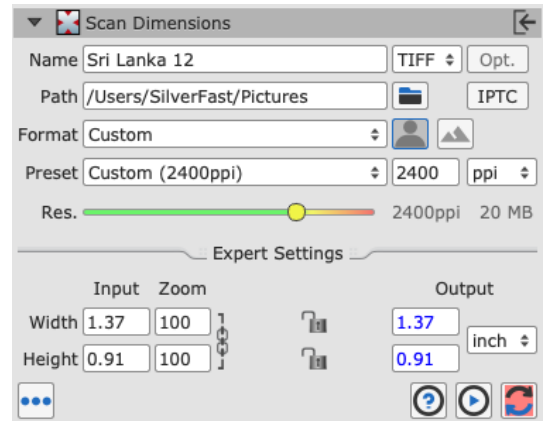 Scan Dimensions
Name Sri Lanka 12 TIFF Opt.
Path /Users/SilverFast/Pictures IPTC
Format Custom
Preset Custom (2400ppi) 2400 ppi
Res. 2400ppi 20 MB
Expert Settings
Input Zoom Output
Width 1.37 100 1.37
inch
Height 0.91 100 0.91
?